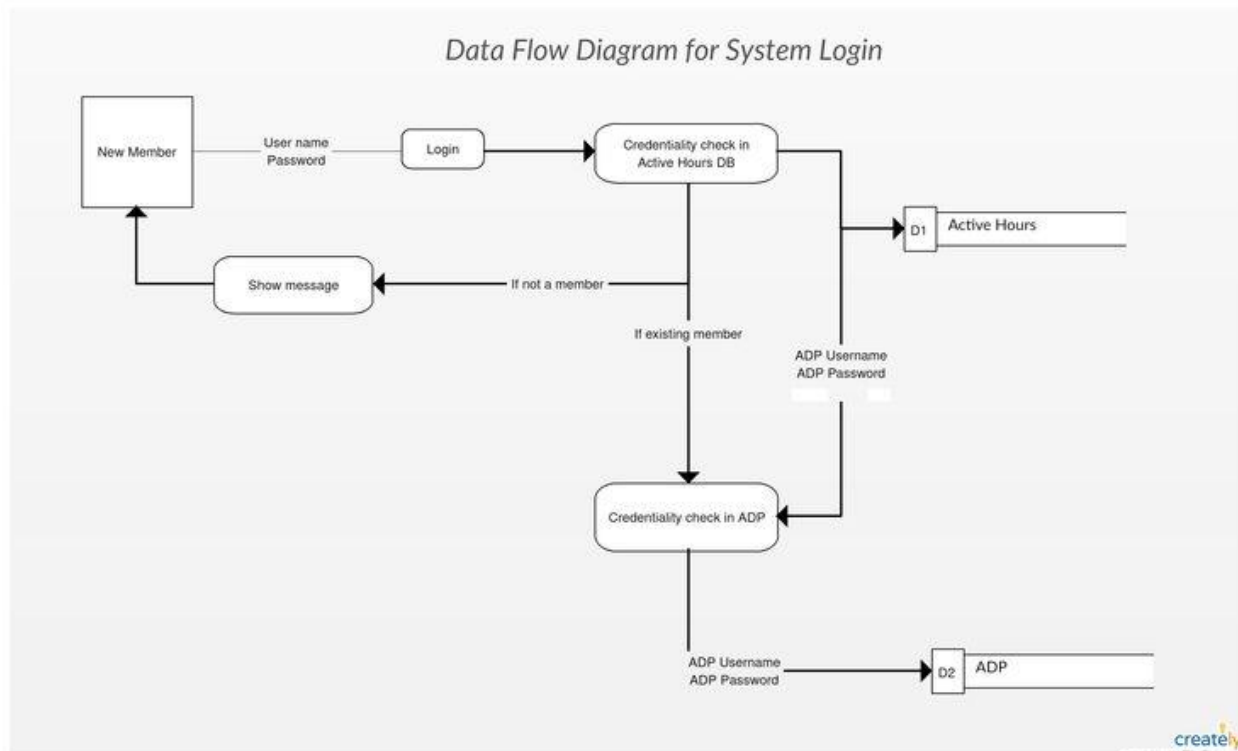 Data Flow Diagram for System Login
New Member
User name
Password
Login
Credentiality check in
Active Hours DB
D1
Active Hours
Show message
If not a member
If existing member
ADP Username
ADP Password
Credentiality check in ADP
ADP Username
ADP Password
D2
ADP
creately